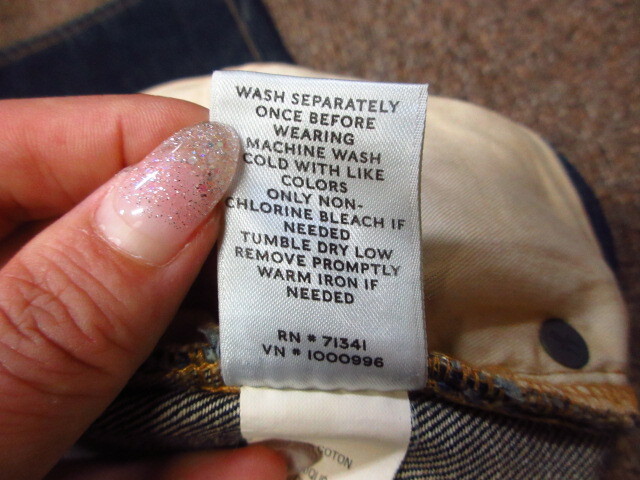 WASH SEPARATELY
ONCE BEFORE
WEARING
MACHINE WASH
COLD WITH LIKE
COLORS
ONLY NON-
CHLORINE BLEACH IF
NEEDED
TUMBLE DRY LOW
REMOVE PROMPTLY
WARM IRON IF
NEEDED
RN * 71341
VN * 1000996